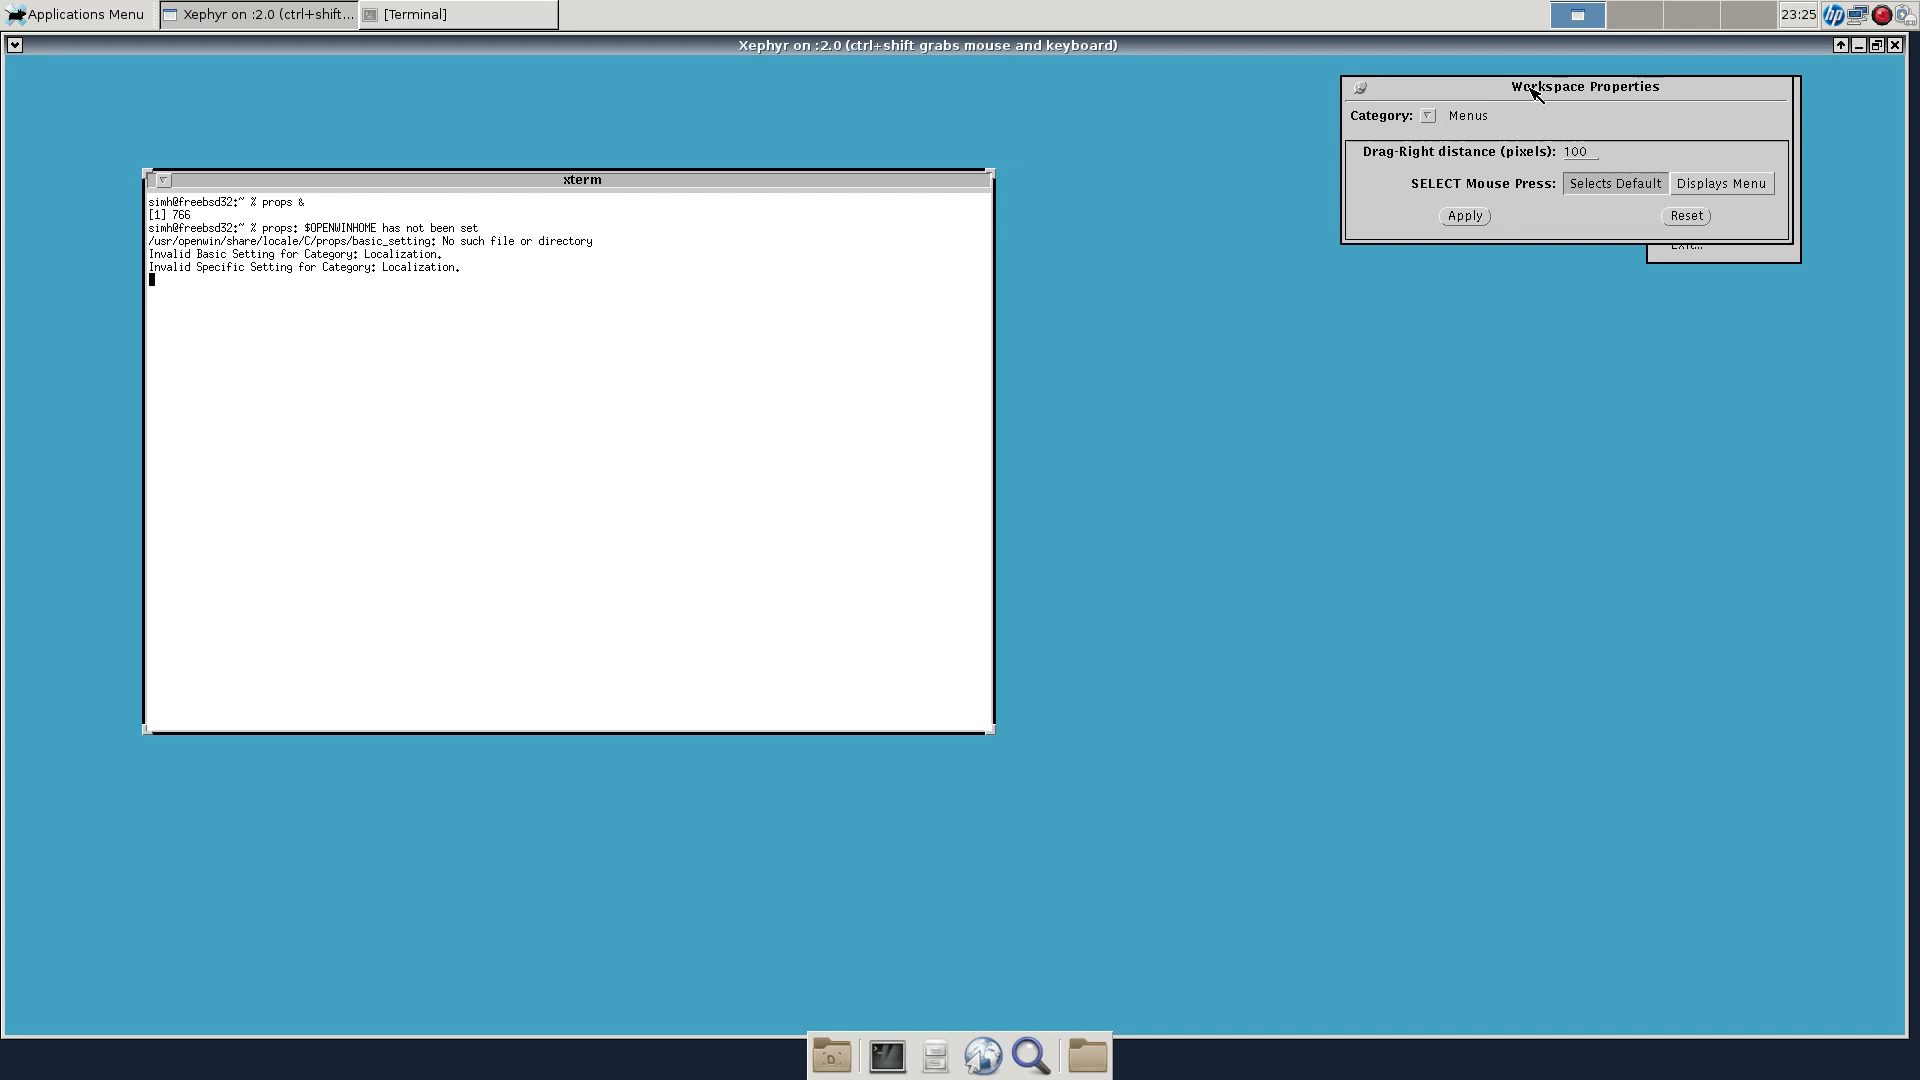 Applications Menu
Xephyr on :2.0 (ctrl+shift...
[Terminal]
23:25
Xephyr on :2.0 (ctrl+shift grabs mouse and keyboard)
Workspace Properties
Category: Menus
Drag-Right distance (pixels): 100
SELECT Mouse Press: Selects Default Displays Menu
Apply Reset
Exit...
xterm
simh@freebsd32:~ % props &
[1] 766
simh@freebsd32:~ % props: $OPENWINHOME has not been set
/usr/openwin/share/locale/C/props/basic_setting: No such file or directory
Invalid Basic Setting for Category: Localization.
Invalid Specific Setting for Category: Localization.